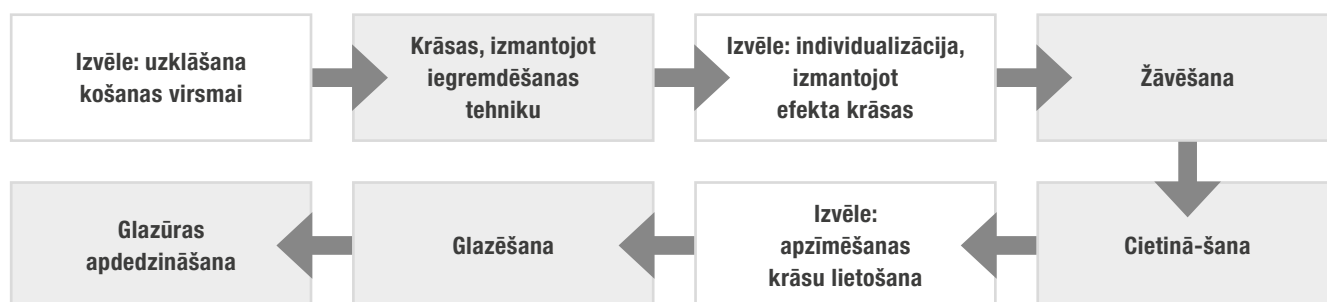 Izvēle: uzklāšana
košanas virsmai
Krāsas, izmantojot
iegremdēšanas
tehniku
Izvēle: individualizācija,
izmantojot
efekta krāsas
Žāvēšana
Cietinā-šana
Izvēle:
apzīmēšanas
krāsu lietošana
Glazēšana
Glazūras
apdedzināšana